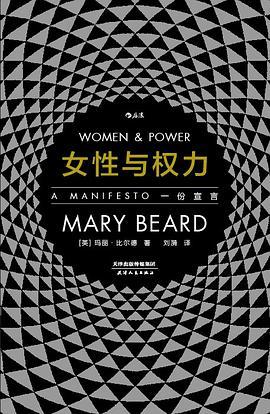 后浪
WOMEN & POWER
女性与权力
A MANIFESTO 一份宣言
MARY BEARD
[英] 玛丽·比尔德 著 刘漪 译
天津出版传媒集团
天津人民出版社